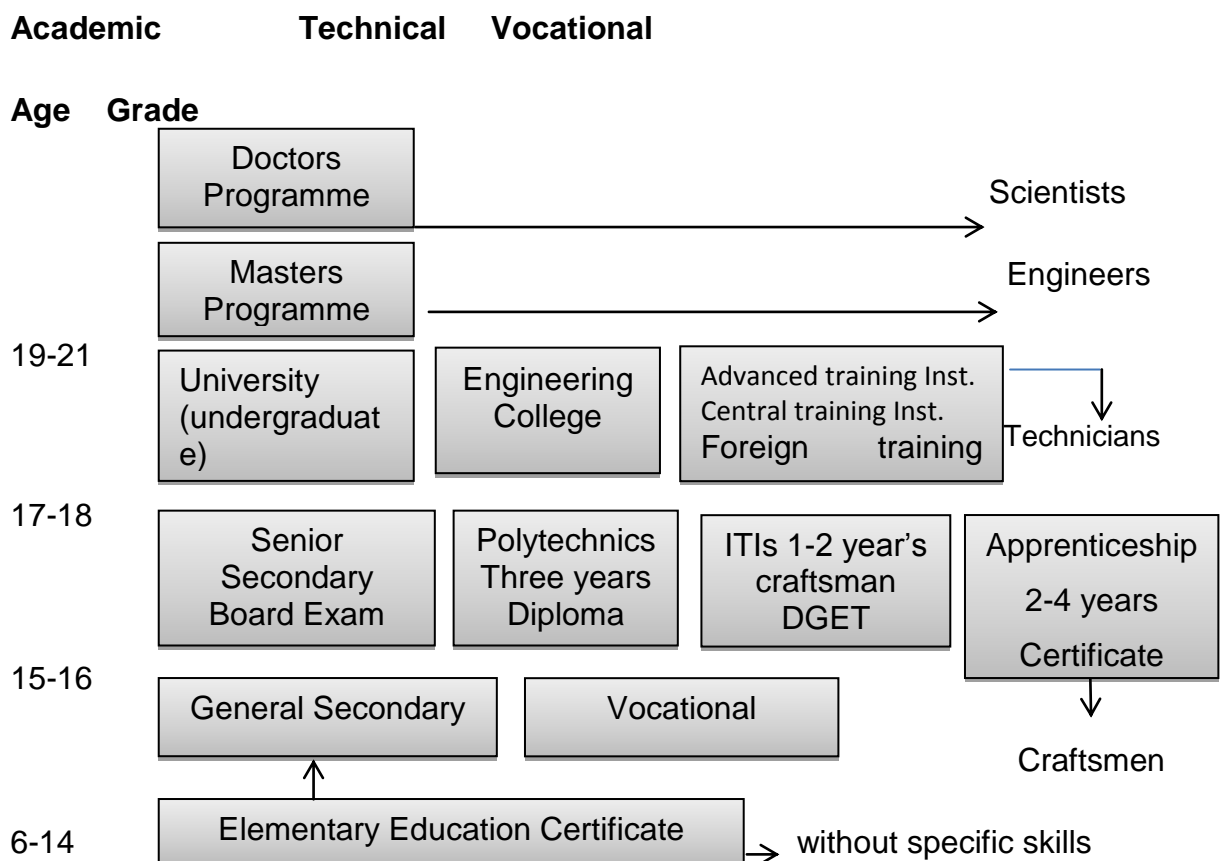 Academic Technical Vocational
Age Grade
Doctors
Programme
Scientists
Masters
Programme
Engineers
19-21
University
(undergraduat
e)
Engineering
College
Advanced training Inst.
Central training Inst.
Foreign training
Technicians
17-18
Senior
Secondary
Board Exam
Polytechnics
Three years
Diploma
ITIs 1-2 year's
craftsman
DGET
Apprenticeship
2-4 years
Certificate
15-16
General Secondary
Vocational
Craftsmen
6-14
Elementary Education Certificate
without specific skills